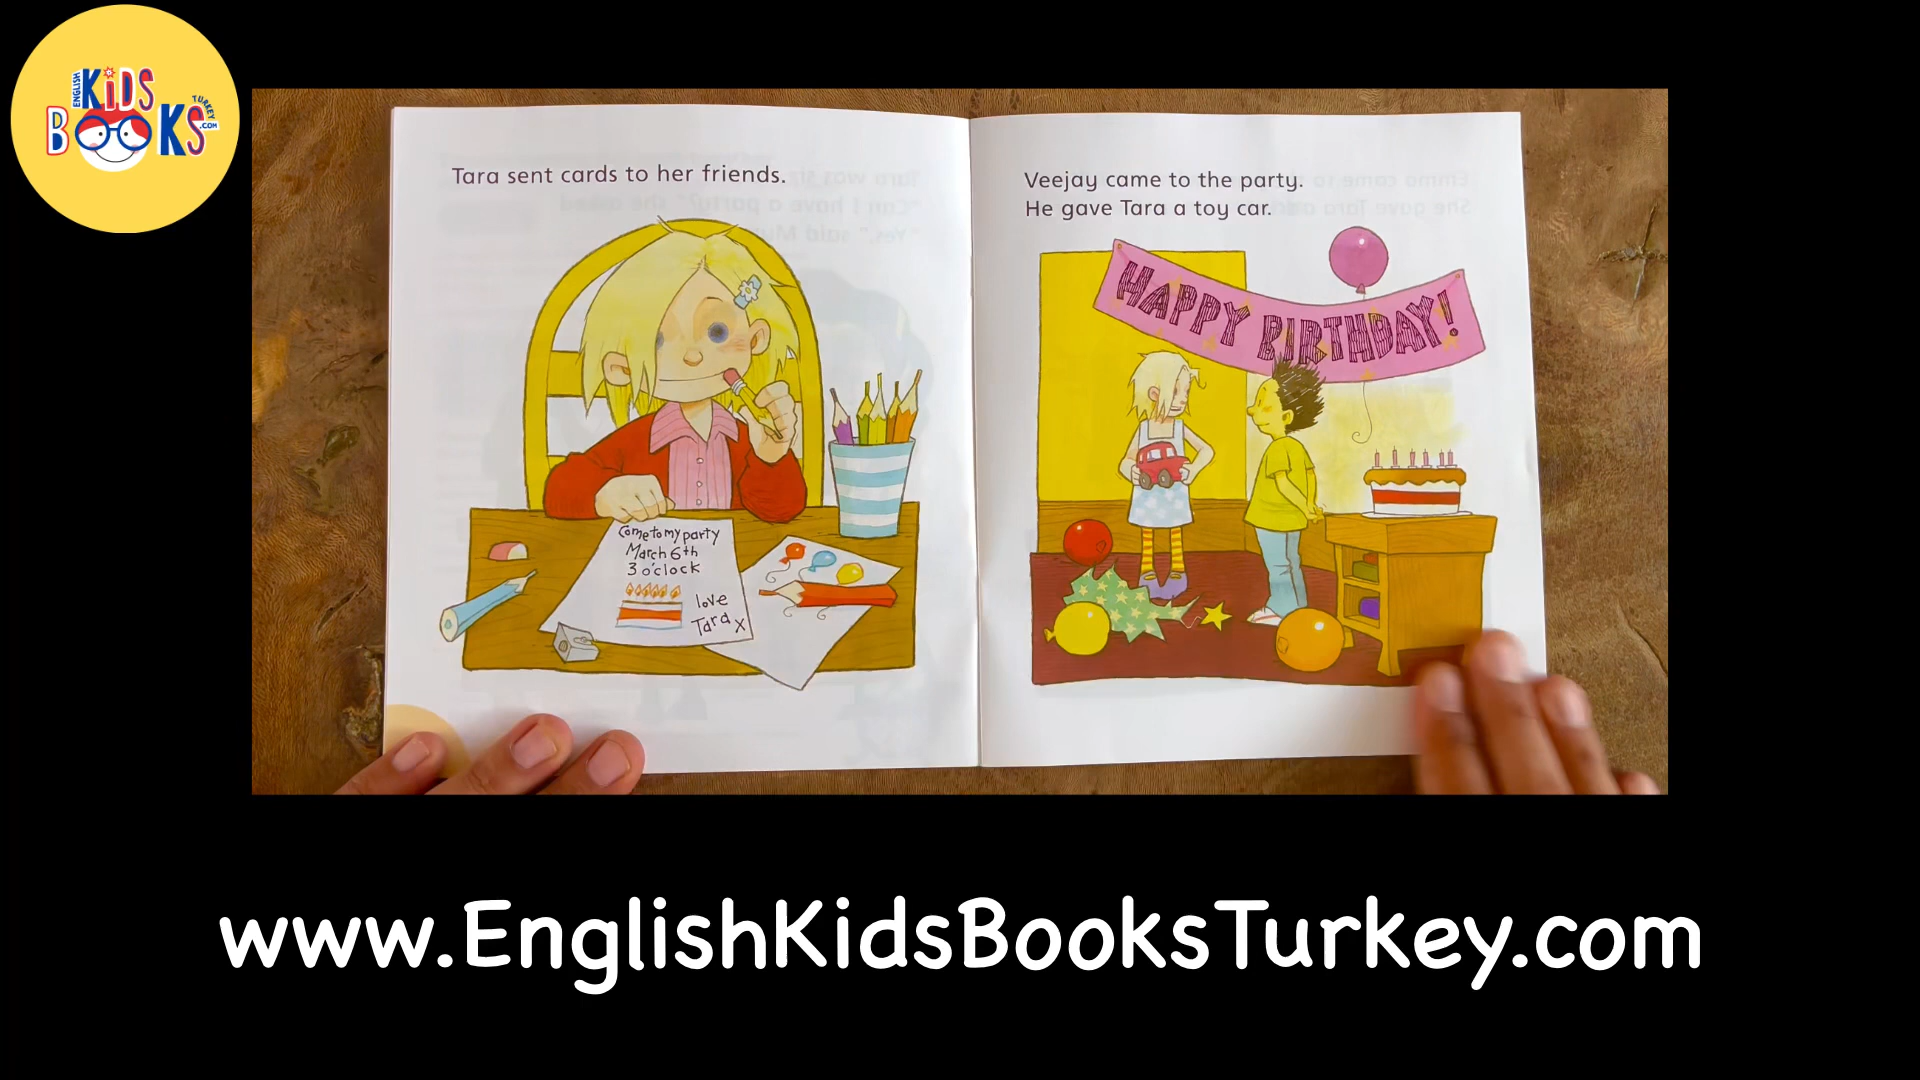 ENGLISH
KiDS
BOOKS
TURKEY
.COM
Tara sent cards to her friends.
Come to my party
March 6th
3 o'clock
love
Tara x
Veejay came to the party.
He gave Tara a toy car.
HAPPY BIRTHDAY!
www.EnglishKidsBooksTurkey.com